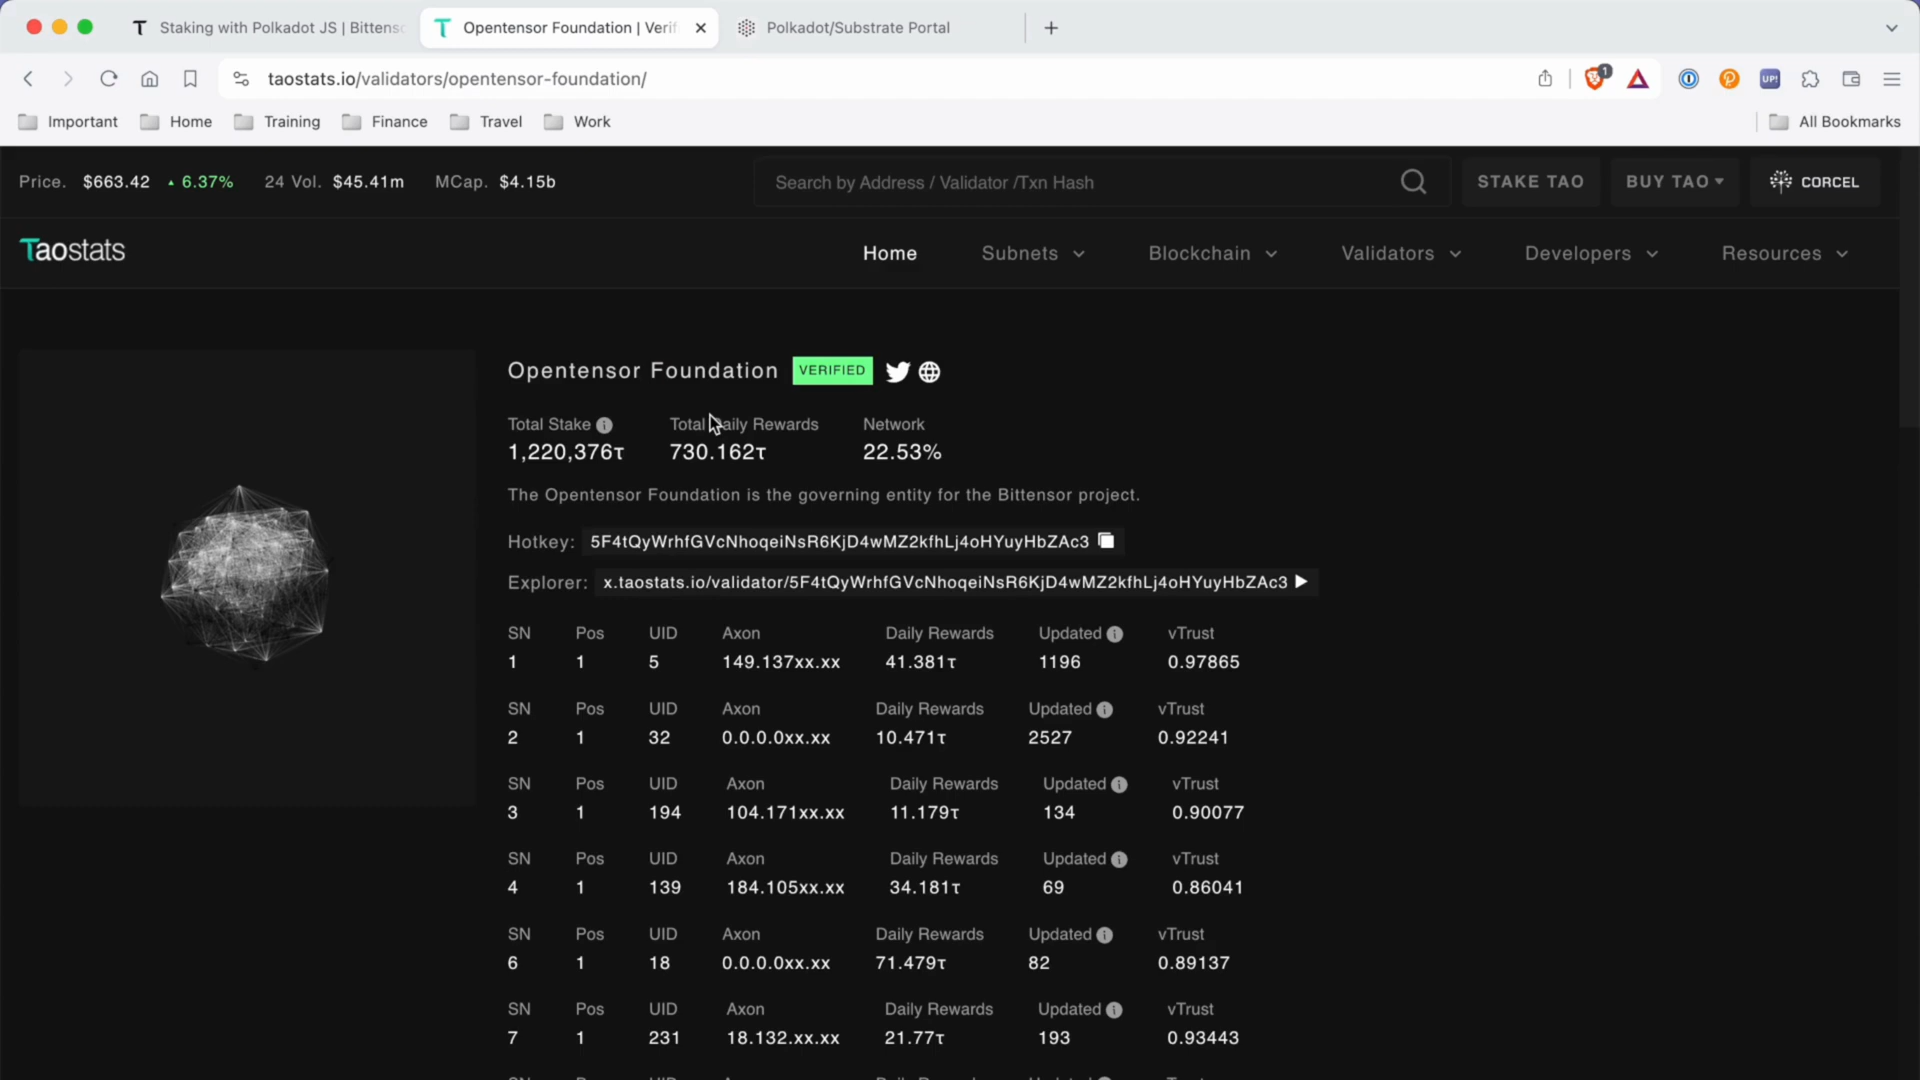 Staking with Polkadot JS | Bittens
Opentensor Foundation | Verif
Polkadot/Substrate Portal
taostats.io/validators/opentensor-foundation/
1
UP!
Important Home Training Finance Travel Work All Bookmarks
Price. $663.42 6.37% 24 Vol. $45.41m MCap. $4.15b
Search by Address / Validator /Txn Hash
STAKE TAO BUY TAO CORCEL
Taostats
Home Subnets Blockchain Validators Developers Resources
Opentensor Foundation VERIFIED
Total Stake Total Daily Rewards Network
1,220,376τ 730.162τ 22.53%
The Opentensor Foundation is the governing entity for the Bittensor project.
Hotkey: 5F4tQyWrhfGVcNhoqeiNsR6KjD4wMZ2kfhLj4oHYuyHbZAc3
Explorer: x.taostats.io/validator/5F4tQyWrhfGVcNhoqeiNsR6KjD4wMZ2kfhLj4oHYuyHbZAc3
SN Pos UID Axon Daily Rewards Updated vTrust
1 1 5 149.137xx.xx 41.381τ 1196 0.97865
SN Pos UID Axon Daily Rewards Updated vTrust
2 1 32 0.0.0.0xx.xx 10.471τ 2527 0.92241
SN Pos UID Axon Daily Rewards Updated vTrust
3 1 194 104.171xx.xx 11.179τ 134 0.90077
SN Pos UID Axon Daily Rewards Updated vTrust
4 1 139 184.105xx.xx 34.181τ 69 0.86041
SN Pos UID Axon Daily Rewards Updated vTrust
6 1 18 0.0.0.0xx.xx 71.479τ 82 0.89137
SN Pos UID Axon Daily Rewards Updated vTrust
7 1 231 18.132.xx.xx 21.77τ 193 0.93443